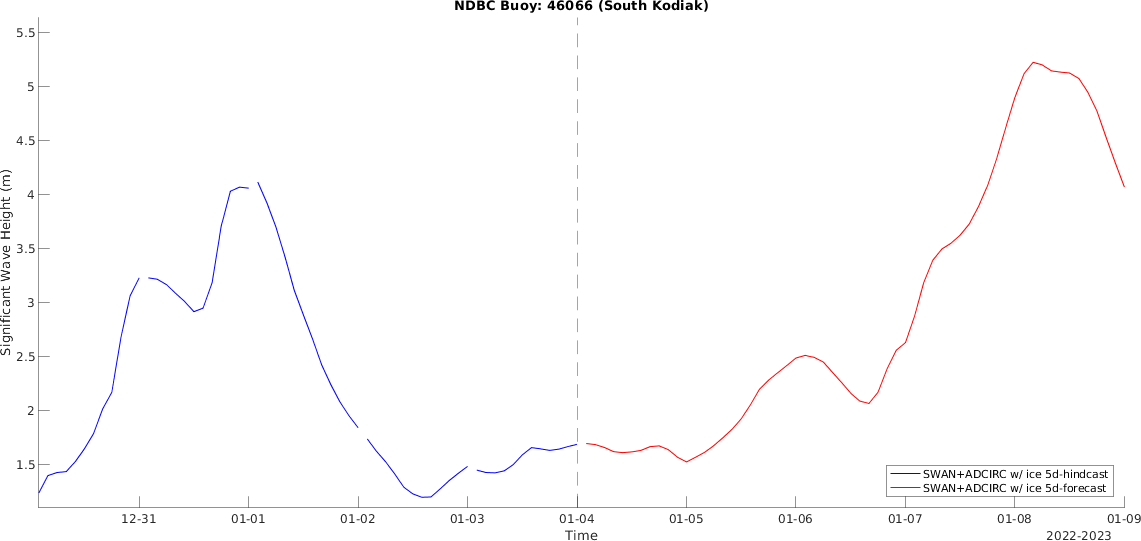 NDBC Buoy: 46066 (South Kodiak)
Significant Wave Height (m)
5.5
5
4.5
4
3.5
3
2.5
2
1.5
SWAN+ADCIRC w/ ice 5d-hindcast
SWAN+ADCIRC w/ ice 5d-forecast
12-31 01-01 01-02 01-03 01-04 01-05 01-06 01-07 01-08 01-09
Time
2022-2023